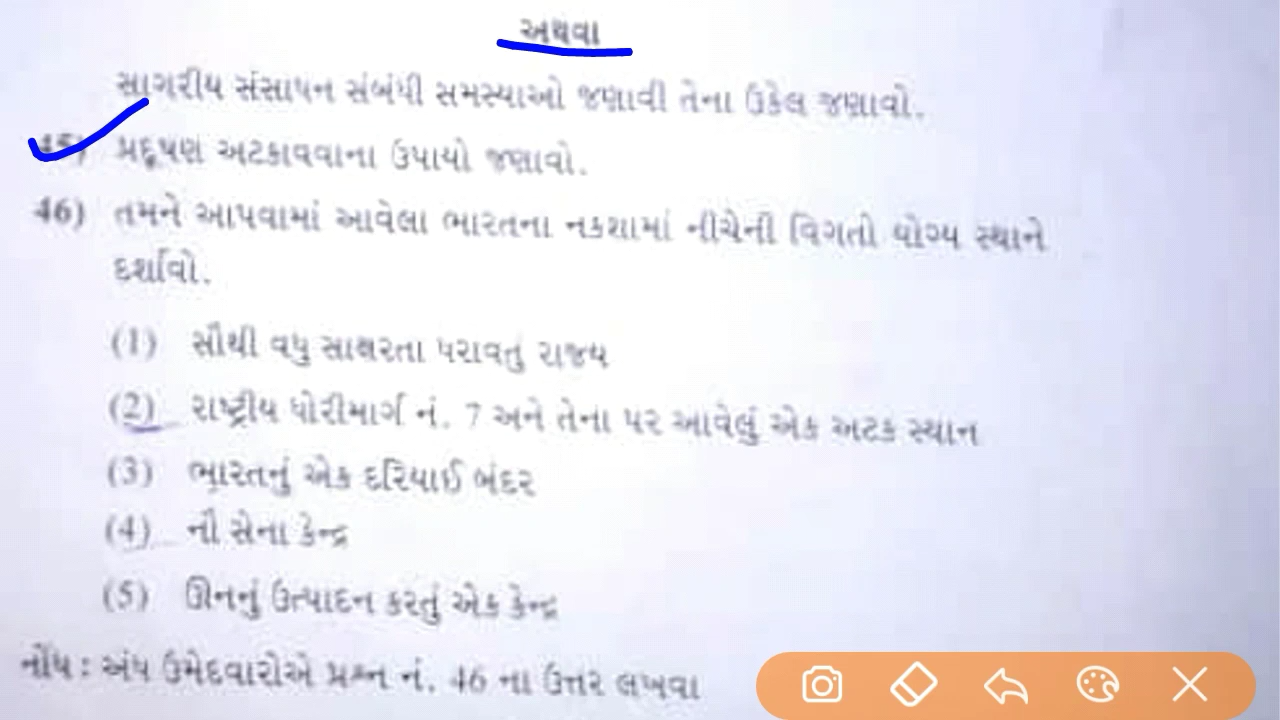 અથવા
સાગરીય સંસાધન સંબંધી સમસ્યાઓ જણાવી તેના ઉકેલ જણાવો.
45) પ્રદૂષણ અટકાવવાના ઉપાયો જણાવો.
46) તમને આપવામાં આવેલા ભારતના નકશામાં નીચેની વિગતો યોગ્ય સ્થાને
દર્શાવો.
(1) સૌથી વધુ સાક્ષરતા ધરાવતું રાજ્ય
(2) રાષ્ટ્રીય ધોરીમાર્ગ નં. 7 અને તેના પર આવેલું એક અટક સ્થાન
(3) ભારતનું એક દરિયાઈ બંદર
(4) નૌ સેના કેન્દ્ર
(5) ઊનનું ઉત્પાદન કરતું એક કેન્દ્ર
નોંધ : અંધ ઉમેદવારોએ પ્રશ્ન નં. 46 ના ઉત્તર લખવા